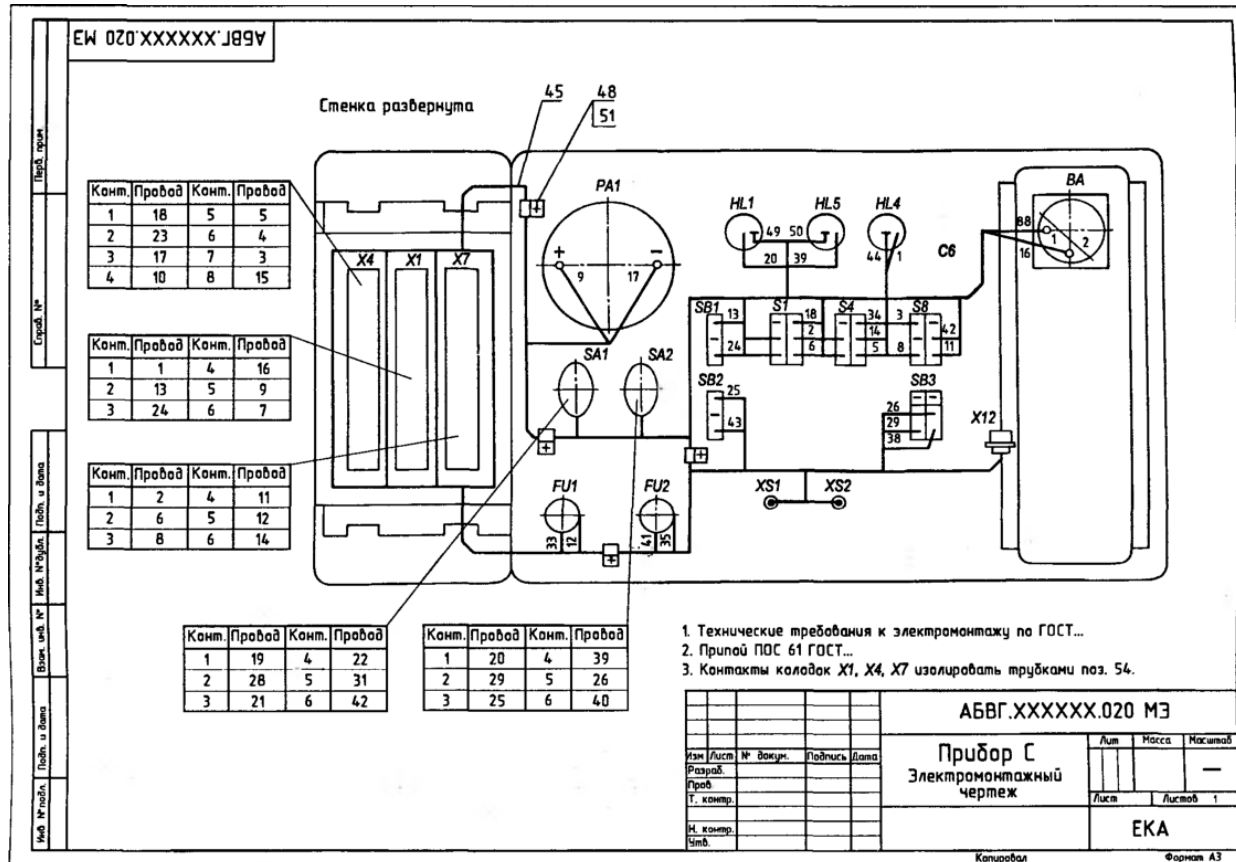 АБВГ.XXXXXX.020 МЭ
Стенка развернута
45
48
51
Перв. прим
Справ. N°
Подп. и дата
Инв. N°дубл.
Взам. инв. N°
Подп. и дата
Инв N°подл.
Конт. Провод Конт. Провод
1 18 5 5
2 23 6 4
3 17 7 3
4 10 8 15
Конт. Провод Конт. Провод
1 1 4 16
2 13 5 9
3 24 6 7
Конт. Провод Конт. Провод
1 2 4 11
2 6 5 12
3 8 6 14
X4 X1 X7
PA1
+ −
9 17
HL1 HL5 HL4
49 50
20 39
44 1
C6
BA
88
1 2
16
SB1 S1 S4 S8
13 18 34 3 42
2 14
24 6 5 8 11
SA1 SA2
SB2
25
43
SB3
26
29
38
X12
XS1 XS2
FU1 FU2
33 12 41 35
Конт. Провод Конт. Провод
1 19 4 22
2 28 5 31
3 21 6 42
Конт. Провод Конт. Провод
1 20 4 39
2 29 5 26
3 25 6 40
1. Технические требования к электромонтажу по ГОСТ...
2. Припой ПОС 61 ГОСТ...
3. Контакты колодок X1, X4, X7 изолировать трубками поз. 54.
АБВГ.XXXXXX.020 МЭ
Изм Лист N° докум. Подпись Дата
Разраб.
Пров.
Т. контр.
Н. контр.
Утв.
Прибор С
Электромонтажный
чертеж
Лит Масса Масштаб
—
Лист Листов 1
ЕКА
Копировал Формат А3